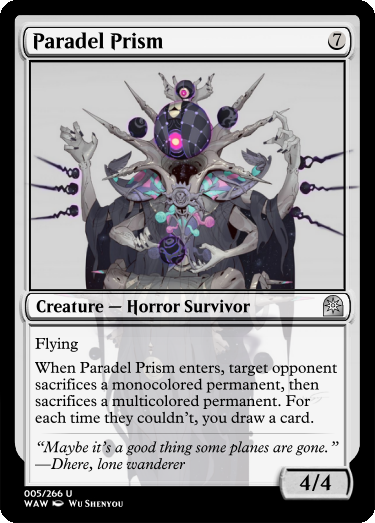 Paradel Prism 7
Creature — Horror Survivor
Flying
When Paradel Prism enters, target opponent
sacrifices a monocolored permanent, then
sacrifices a multicolored permanent. For
each time they couldn’t, you draw a card.
“Maybe it’s a good thing some planes are gone.”
—Dhere, lone wanderer
4/4
005/266 U
WAW Wu Shenyou